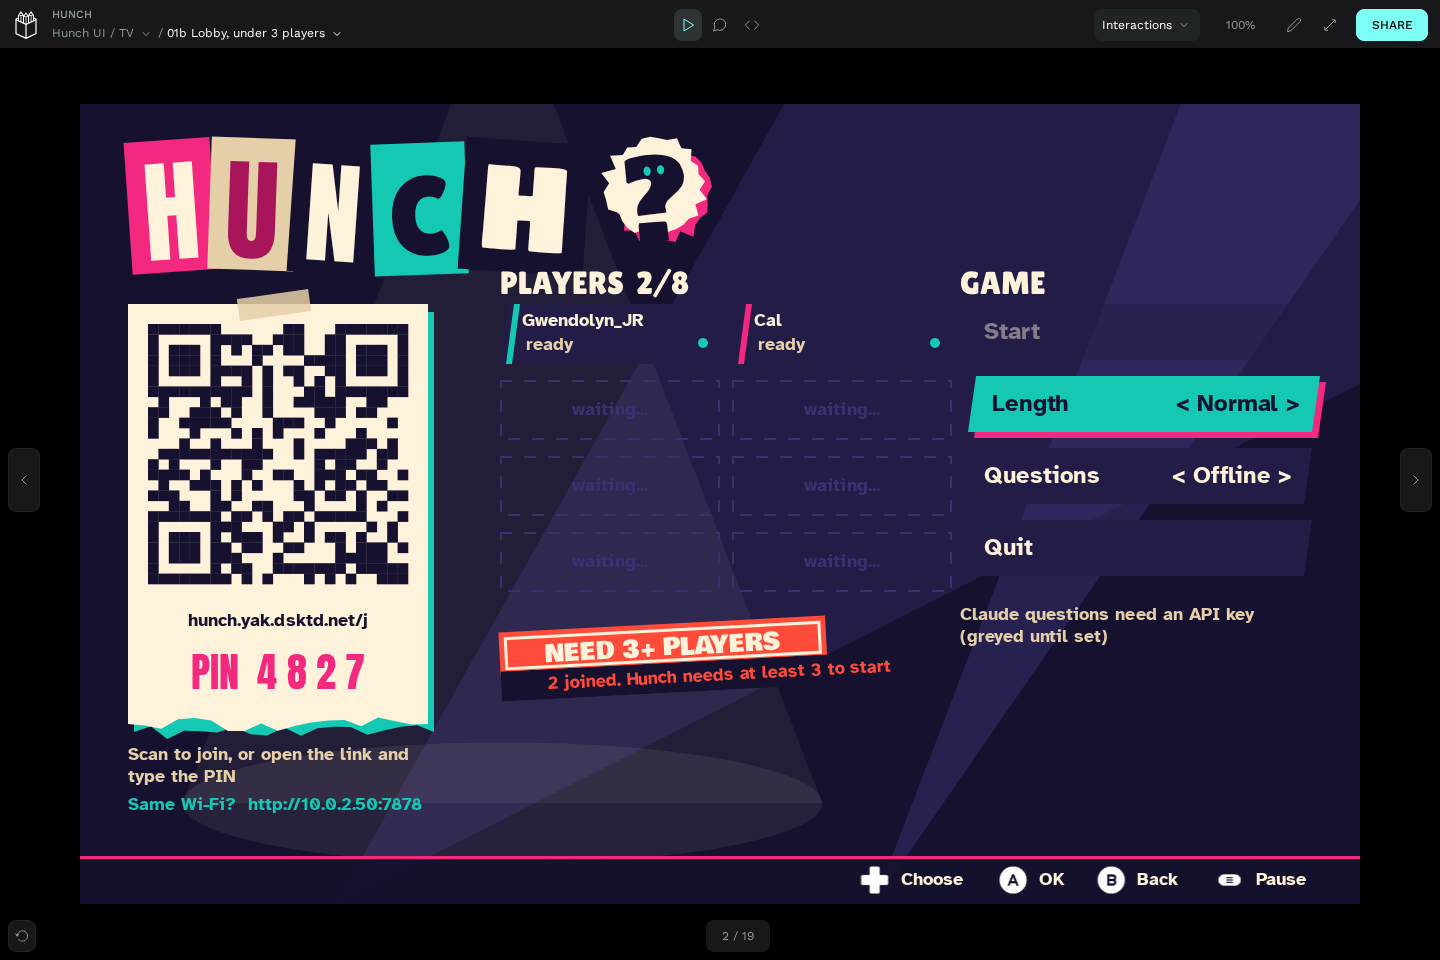 HUNCH
Hunch UI / TV / 01b Lobby, under 3 players
Interactions
100%
SHARE
HUNCH?
PLAYERS 2/8
GAME
Gwendolyn_JR
ready
Cal
ready
waiting...
waiting...
waiting...
waiting...
waiting...
waiting...
Start
Length < Normal >
Questions < Offline >
Quit
Claude questions need an API key
(greyed until set)
hunch.yak.dsktd.net/j
PIN 4827
NEED 3+ PLAYERS
2 joined. Hunch needs at least 3 to start
Scan to join, or open the link and
type the PIN
Same Wi-Fi? http://10.0.2.50:7878
Choose
A OK
B Back
Pause
2 / 19